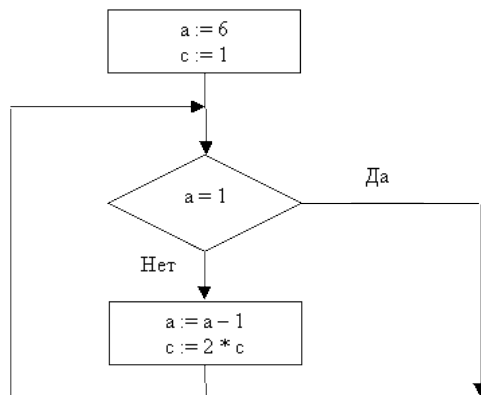 a := 6
c := 1
a = 1
Да
Нет
a := a – 1
c := 2 * c